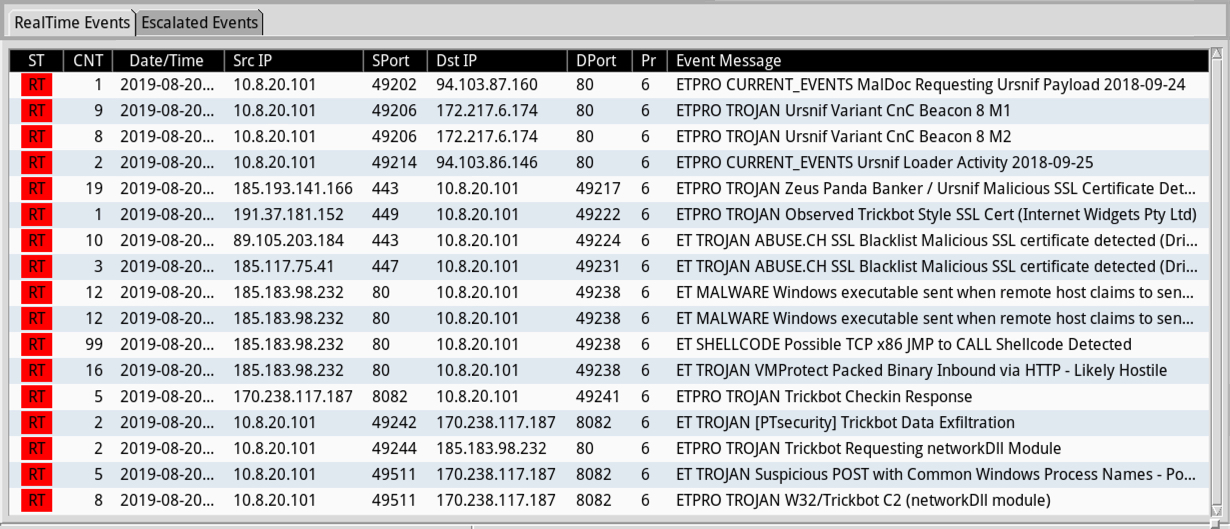 RealTime Events Escalated Events
ST CNT Date/Time Src IP SPort Dst IP DPort Pr Event Message
RT 1 2019-08-20... 10.8.20.101 49202 94.103.87.160 80 6 ETPRO CURRENT_EVENTS MalDoc Requesting Ursnif Payload 2018-09-24
RT 9 2019-08-20... 10.8.20.101 49206 172.217.6.174 80 6 ETPRO TROJAN Ursnif Variant CnC Beacon 8 M1
RT 8 2019-08-20... 10.8.20.101 49206 172.217.6.174 80 6 ETPRO TROJAN Ursnif Variant CnC Beacon 8 M2
RT 2 2019-08-20... 10.8.20.101 49214 94.103.86.146 80 6 ETPRO CURRENT_EVENTS Ursnif Loader Activity 2018-09-25
RT 19 2019-08-20... 185.193.141.166 443 10.8.20.101 49217 6 ETPRO TROJAN Zeus Panda Banker / Ursnif Malicious SSL Certificate Det...
RT 1 2019-08-20... 191.37.181.152 449 10.8.20.101 49222 6 ETPRO TROJAN Observed Trickbot Style SSL Cert (Internet Widgets Pty Ltd)
RT 10 2019-08-20... 89.105.203.184 443 10.8.20.101 49224 6 ET TROJAN ABUSE.CH SSL Blacklist Malicious SSL certificate detected (Dri...
RT 3 2019-08-20... 185.117.75.41 447 10.8.20.101 49231 6 ET TROJAN ABUSE.CH SSL Blacklist Malicious SSL certificate detected (Dri...
RT 12 2019-08-20... 185.183.98.232 80 10.8.20.101 49238 6 ET MALWARE Windows executable sent when remote host claims to sen...
RT 12 2019-08-20... 185.183.98.232 80 10.8.20.101 49238 6 ET MALWARE Windows executable sent when remote host claims to sen...
RT 99 2019-08-20... 185.183.98.232 80 10.8.20.101 49238 6 ET SHELLCODE Possible TCP x86 JMP to CALL Shellcode Detected
RT 16 2019-08-20... 185.183.98.232 80 10.8.20.101 49238 6 ET TROJAN VMProtect Packed Binary Inbound via HTTP - Likely Hostile
RT 5 2019-08-20... 170.238.117.187 8082 10.8.20.101 49241 6 ETPRO TROJAN Trickbot Checkin Response
RT 2 2019-08-20... 10.8.20.101 49242 170.238.117.187 8082 6 ET TROJAN [PTsecurity] Trickbot Data Exfiltration
RT 2 2019-08-20... 10.8.20.101 49244 185.183.98.232 80 6 ETPRO TROJAN Trickbot Requesting networkDll Module
RT 5 2019-08-20... 10.8.20.101 49511 170.238.117.187 8082 6 ET TROJAN Suspicious POST with Common Windows Process Names - Po...
RT 8 2019-08-20... 10.8.20.101 49511 170.238.117.187 8082 6 ETPRO TROJAN W32/Trickbot C2 (networkDll module)